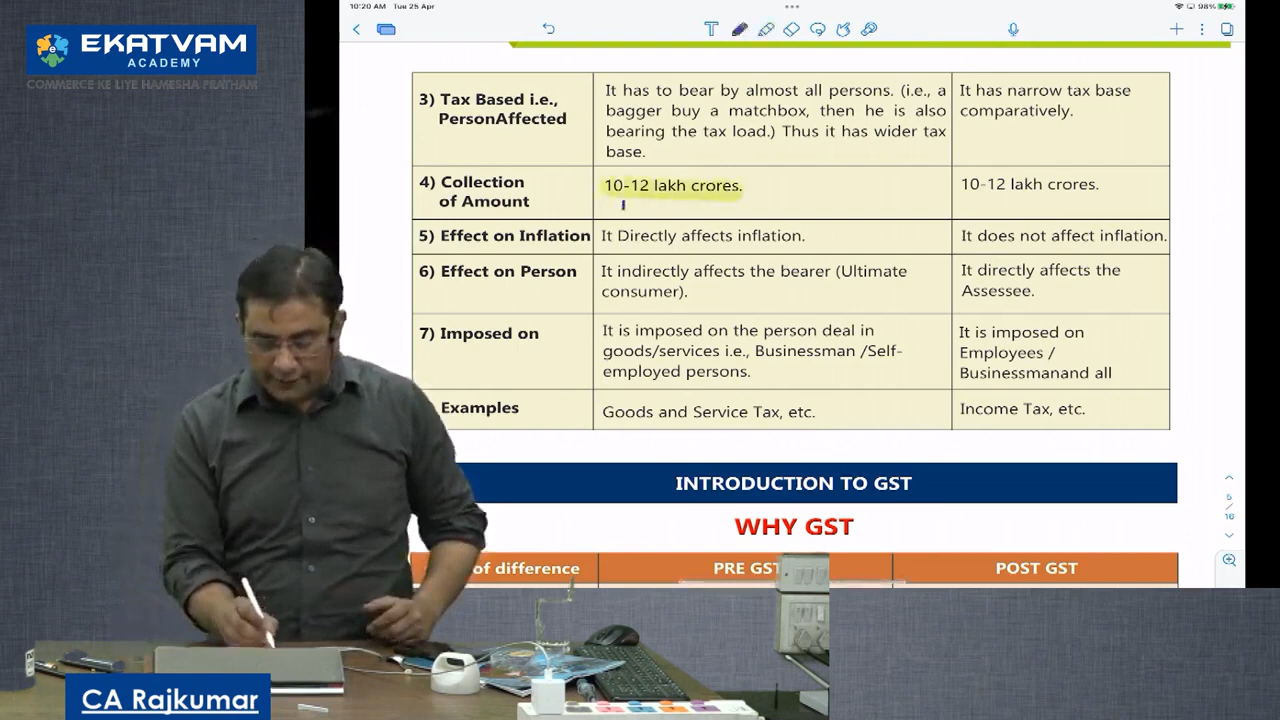 10:20 AM Tue 25 Apr
98%
EKATVAM
ACADEMY
COMMERCE KE LIYE HAMESHA PRATHAM
3) Tax Based i.e.,
PersonAffected
It has to bear by almost all persons. (i.e., a
bagger buy a matchbox, then he is also
bearing the tax load.) Thus it has wider tax
base.
It has narrow tax base
comparatively.
4) Collection
of Amount
10-12 lakh crores.
10-12 lakh crores.
5) Effect on Inflation
It Directly affects inflation.
It does not affect inflation.
6) Effect on Person
It indirectly affects the bearer (Ultimate
consumer).
It directly affects the
Assessee.
7) Imposed on
It is imposed on the person deal in
goods/services i.e., Businessman /Self-
employed persons.
It is imposed on
Employees /
Businessmanand all
Examples
Goods and Service Tax, etc.
Income Tax, etc.
INTRODUCTION TO GST
WHY GST
of difference
PRE GST
POST GST
CA Rajkumar